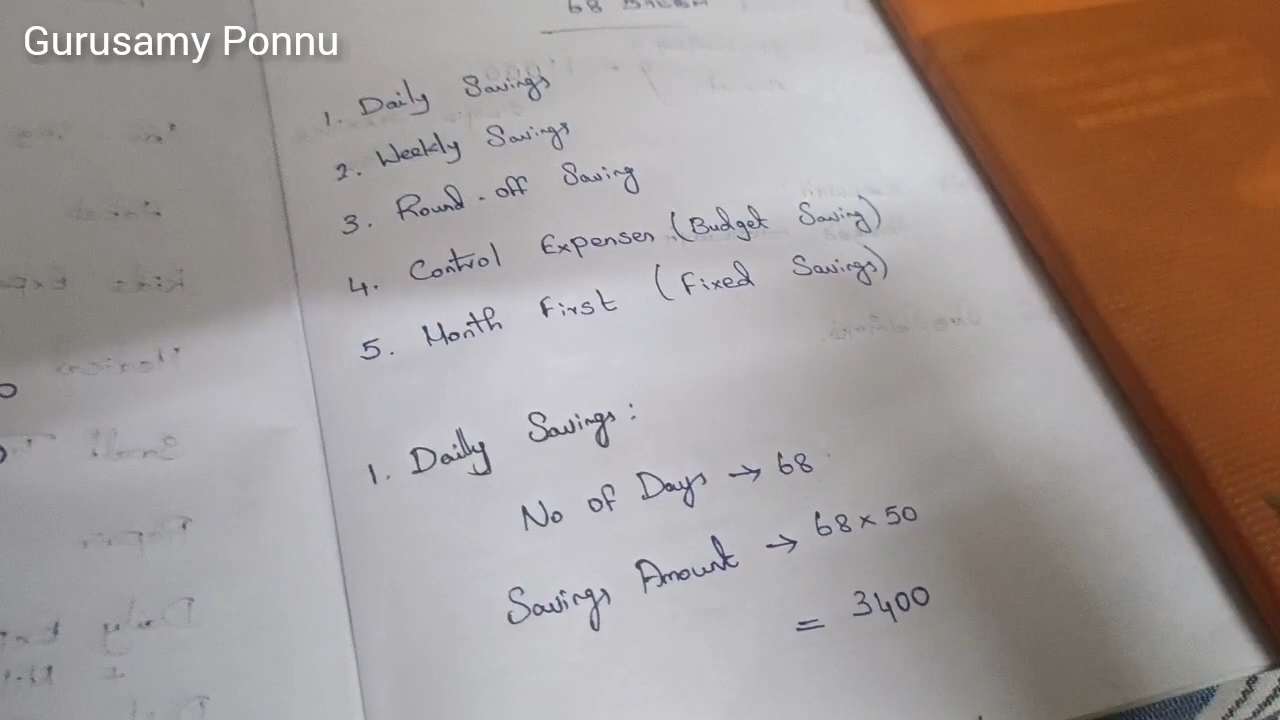 Gurusamy Ponnu
68
1. Daily Savings
2. Weekly Savings
3. Round-off Saving
4. Control Expenses (Budget Saving)
5. Month First (Fixed Savings)
1. Daily Savings:
No of Days → 68
Savings Amount → 68 x 50
= 3400